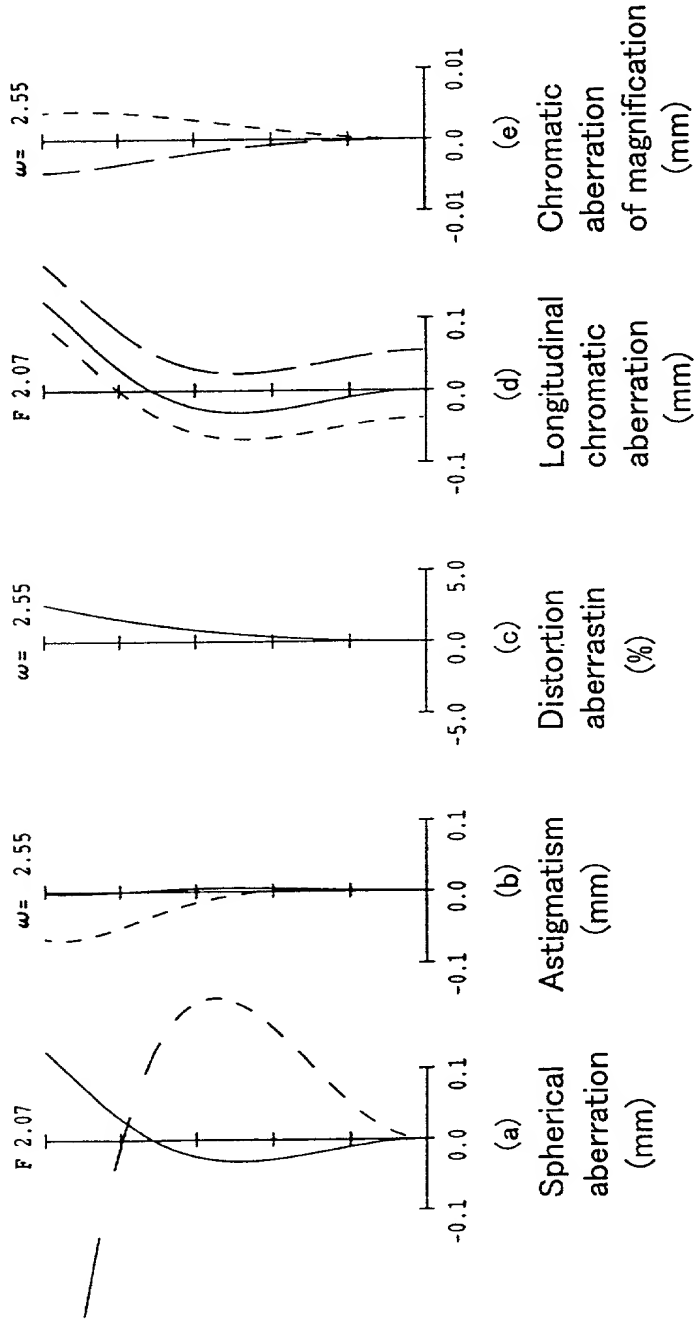 F 2.07
-0.1 0.0 0.1
(a)
Spherical
aberration
(mm)
ω= 2.55
-0.1 0.0 0.1
(b)
Astigmatism
(mm)
ω= 2.55
-5.0 0.0 5.0
(c)
Distortion
aberrastin
(%)
F 2.07
-0.1 0.0 0.1
(d)
Longitudinal
chromatic
aberration
(mm)
ω= 2.55
-0.01 0.0 0.01
(e)
Chromatic
aberration
of magnification
(mm)